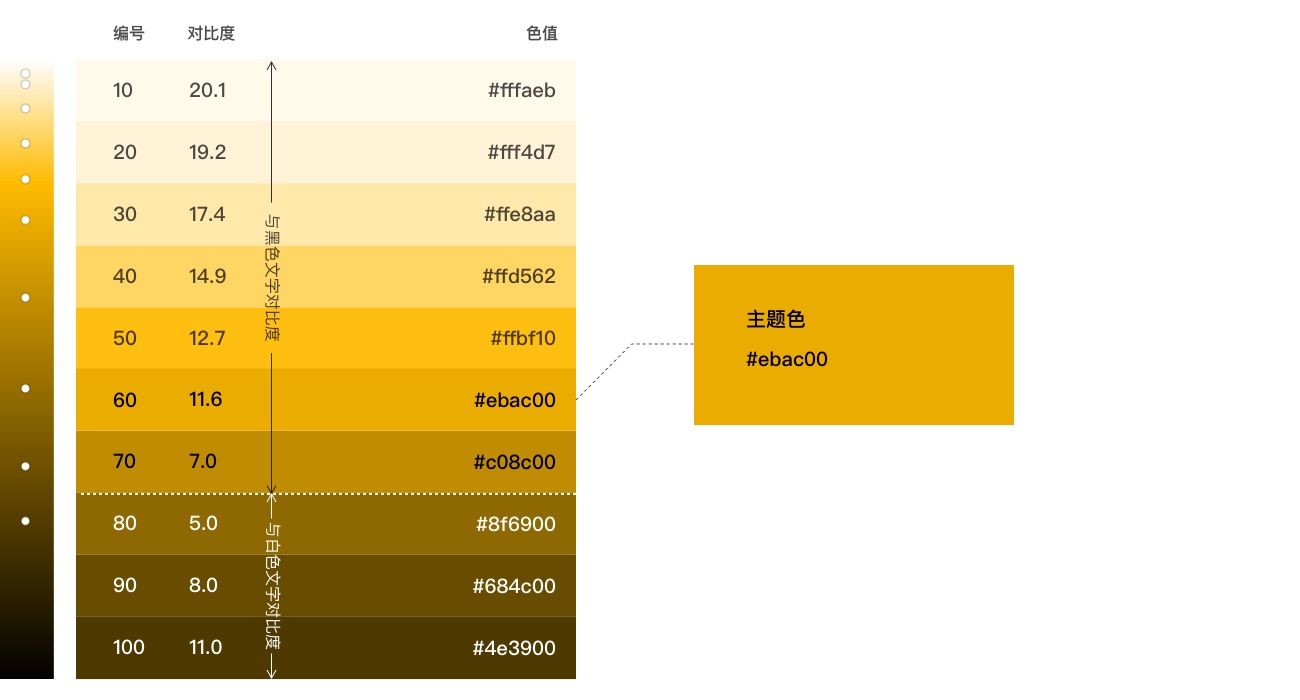 编号 对比度 色值
10 20.1 #fffaeb
20 19.2 #fff4d7
30 17.4 #ffe8aa
40 14.9 #ffd562
50 12.7 #ffbf10
60 11.6 #ebac00
70 7.0 #c08c00
80 5.0 #8f6900
90 8.0 #684c00
100 11.0 #4e3900
与黑色文字对比度
与白色文字对比度
主题色
#ebac00